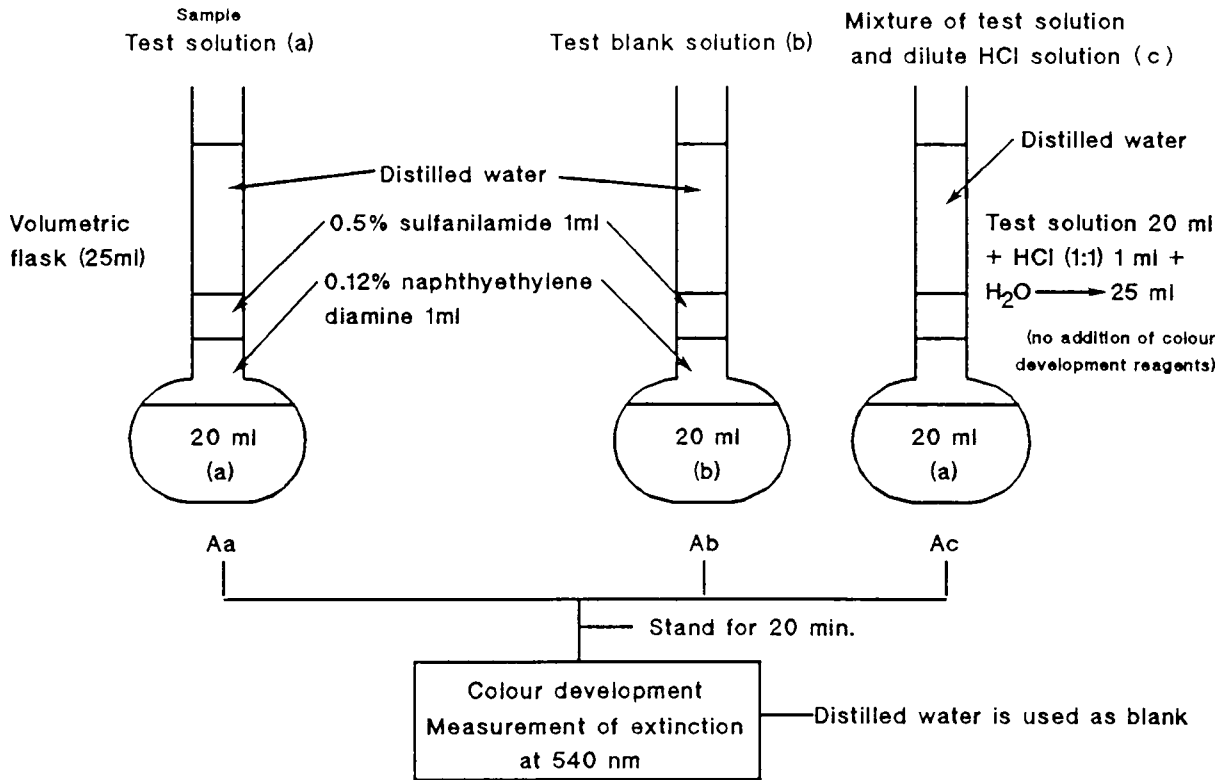 Sample
Test solution (a)
Test blank solution (b)
Mixture of test solution
and dilute HCl solution (c)
Distilled water
Distilled water
Volumetric
flask (25ml)
0.5% sulfanilamide 1ml
0.12% naphthyethylene
diamine 1ml
Test solution 20 ml
+ HCl (1:1) 1 ml +
H₂O → 25 ml
(no addition of colour
development reagents)
20 ml
(a)
20 ml
(b)
20 ml
(a)
Aa
Ab
Ac
Stand for 20 min.
Colour development
Measurement of extinction
at 540 nm
Distilled water is used as blank